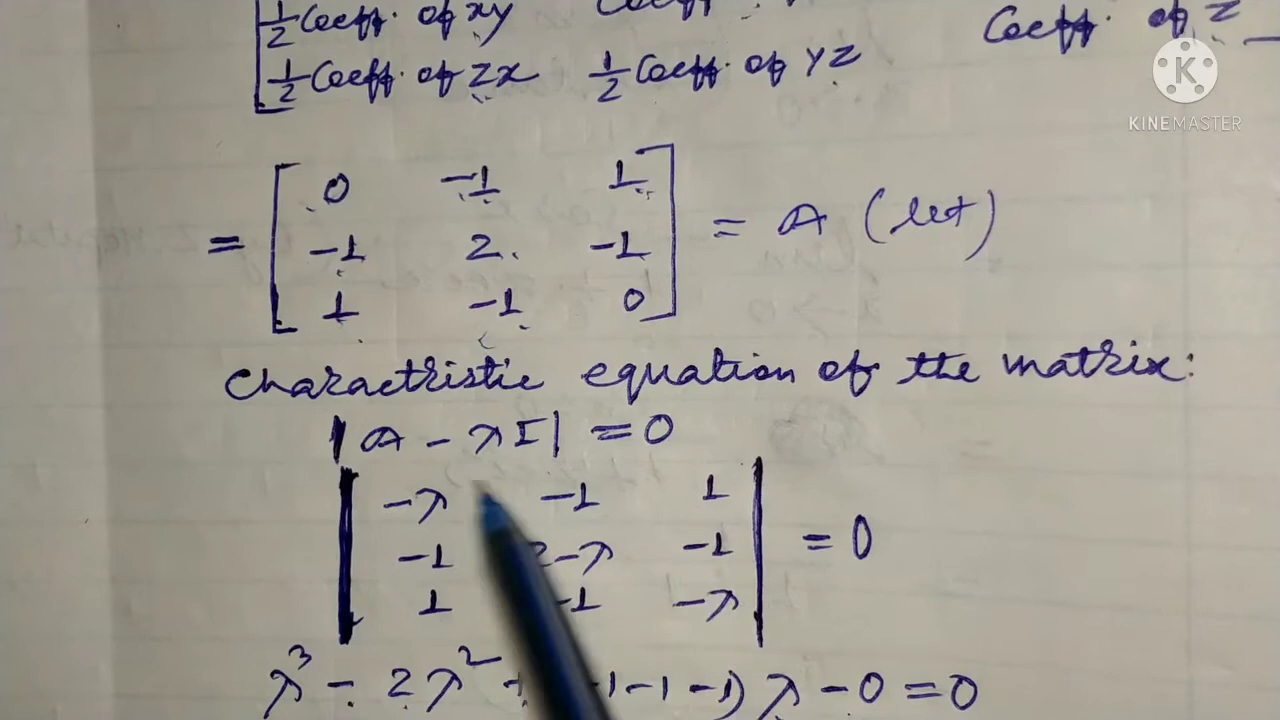 1/2 Coeff. of xy Coeff
1/2 Coeff. of zx 1/2 Coeff. of yz Coeff. of z
KINEMASTER
= [ 0 -1 1
-1 2 -1
1 -1 0 ] = A (let)
Charactristic equation of the matrix:
|A - λI| = 0
| -λ -1 1
-1 2-λ -1
1 -1 -λ | = 0
λ³ - 2λ² -1-1-1) λ - 0 = 0